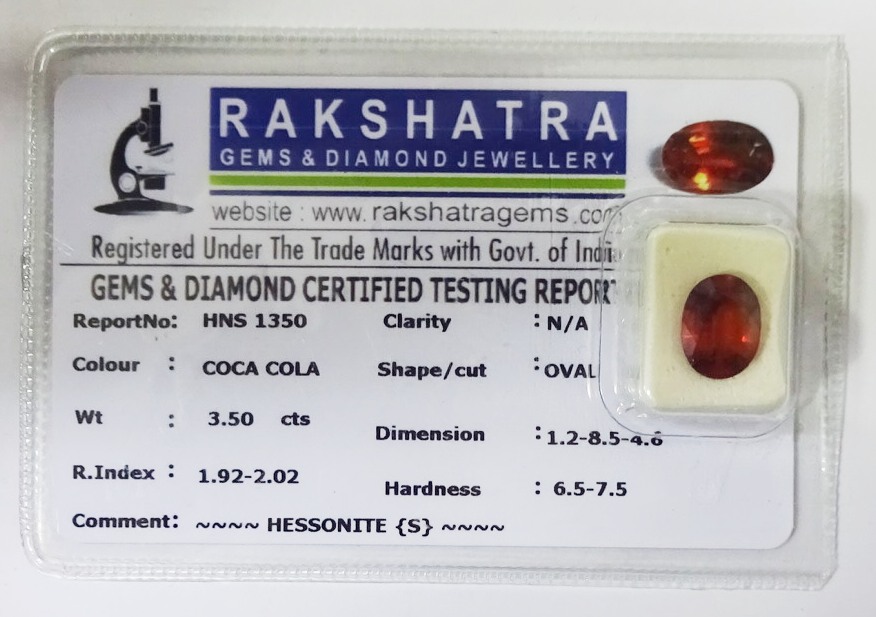 RAKSHATRA
GEMS & DIAMOND JEWELLERY
website : www. rakshatragems .com
Registered Under The Trade Marks with Govt. of India
GEMS & DIAMOND CERTIFIED TESTING REPORT
ReportNo: HNS 1350 Clarity : N/A
Colour : COCA COLA Shape/cut : OVAL
Wt : 3.50 cts Dimension : 1.2-8.5-4.6
R.Index : 1.92-2.02 Hardness : 6.5-7.5
Comment: ~~~~ HESSONITE {S} ~~~~